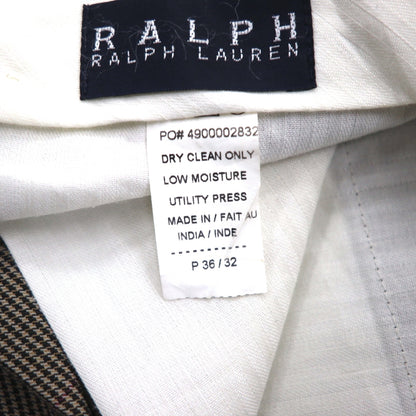 RALPH
RALPH LAUREN
PO# 4900002832
DRY CLEAN ONLY
LOW MOISTURE
UTILITY PRESS
MADE IN / FAIT AU
INDIA / INDE
P 36 / 32